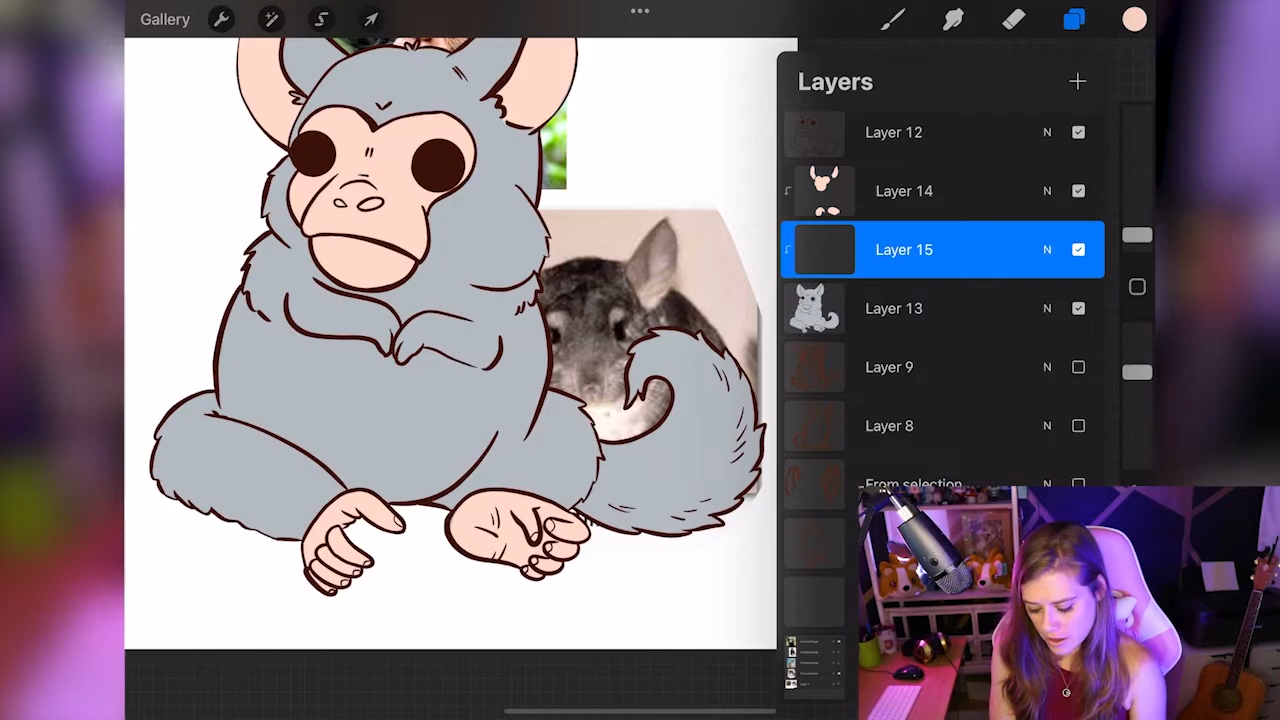 Gallery
Layers
Layer 12 N
Layer 14 N
Layer 15 N
Layer 13 N
Layer 9 N
Layer 8 N
From selection N